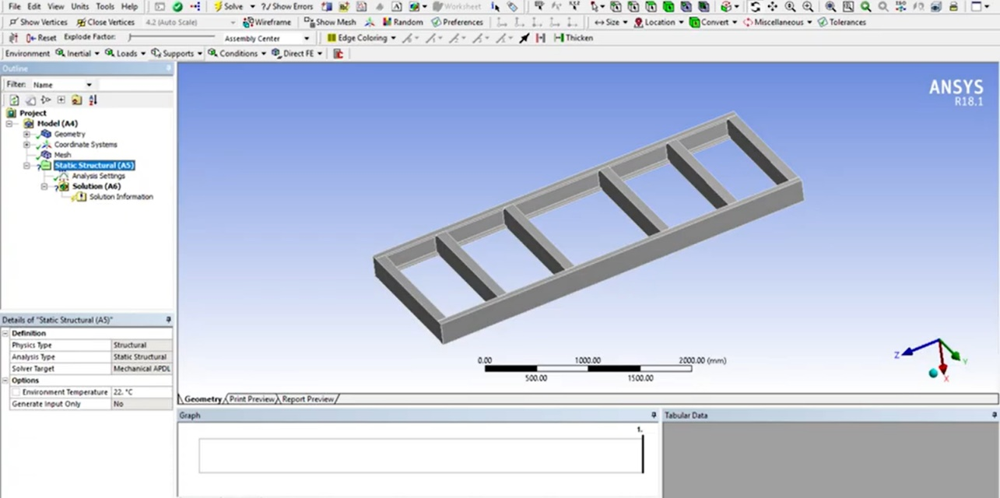 File Edit View Units Tools Help Solve ?/ Show Errors Worksheet
Show Vertices Close Vertices 4.2 (Auto Scale) Wireframe Show Mesh Random Preferences Size Location Convert Miscellaneous Tolerances
Reset Explode Factor: Assembly Center Edge Coloring Thicken
Environment Inertial Loads Supports Conditions Direct FE
Outline
Filter: Name
Project
Model (A4)
Geometry
Coordinate Systems
Mesh
Static Structural (A5)
Analysis Settings
Solution (A6)
Solution Information
ANSYS
R18.1
Details of "Static Structural (A5)"
Definition
Physics Type Structural
Analysis Type Static Structural
Solver Target Mechanical APDL
Options
Environment Temperature 22. °C
Generate Input Only No
0.00 1000.00 2000.00 (mm)
500.00 1500.00
Z Y X
Geometry Print Preview Report Preview
Graph
1.
Tabular Data